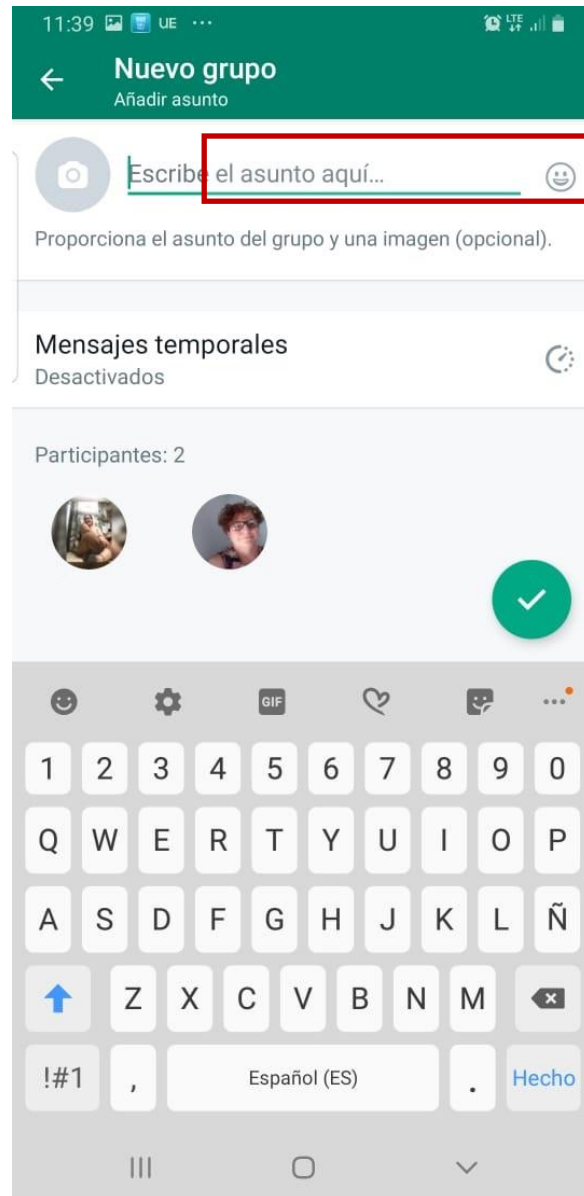 11:39 UE ...
LTE
Nuevo grupo
Añadir asunto
Escribe el asunto aquí...
Proporciona el asunto del grupo y una imagen (opcional).
Mensajes temporales
Desactivados
Participantes: 2
GIF
1 2 3 4 5 6 7 8 9 0
Q W E R T Y U I O P
A S D F G H J K L Ñ
Z X C V B N M
!#1 , Español (ES) . Hecho